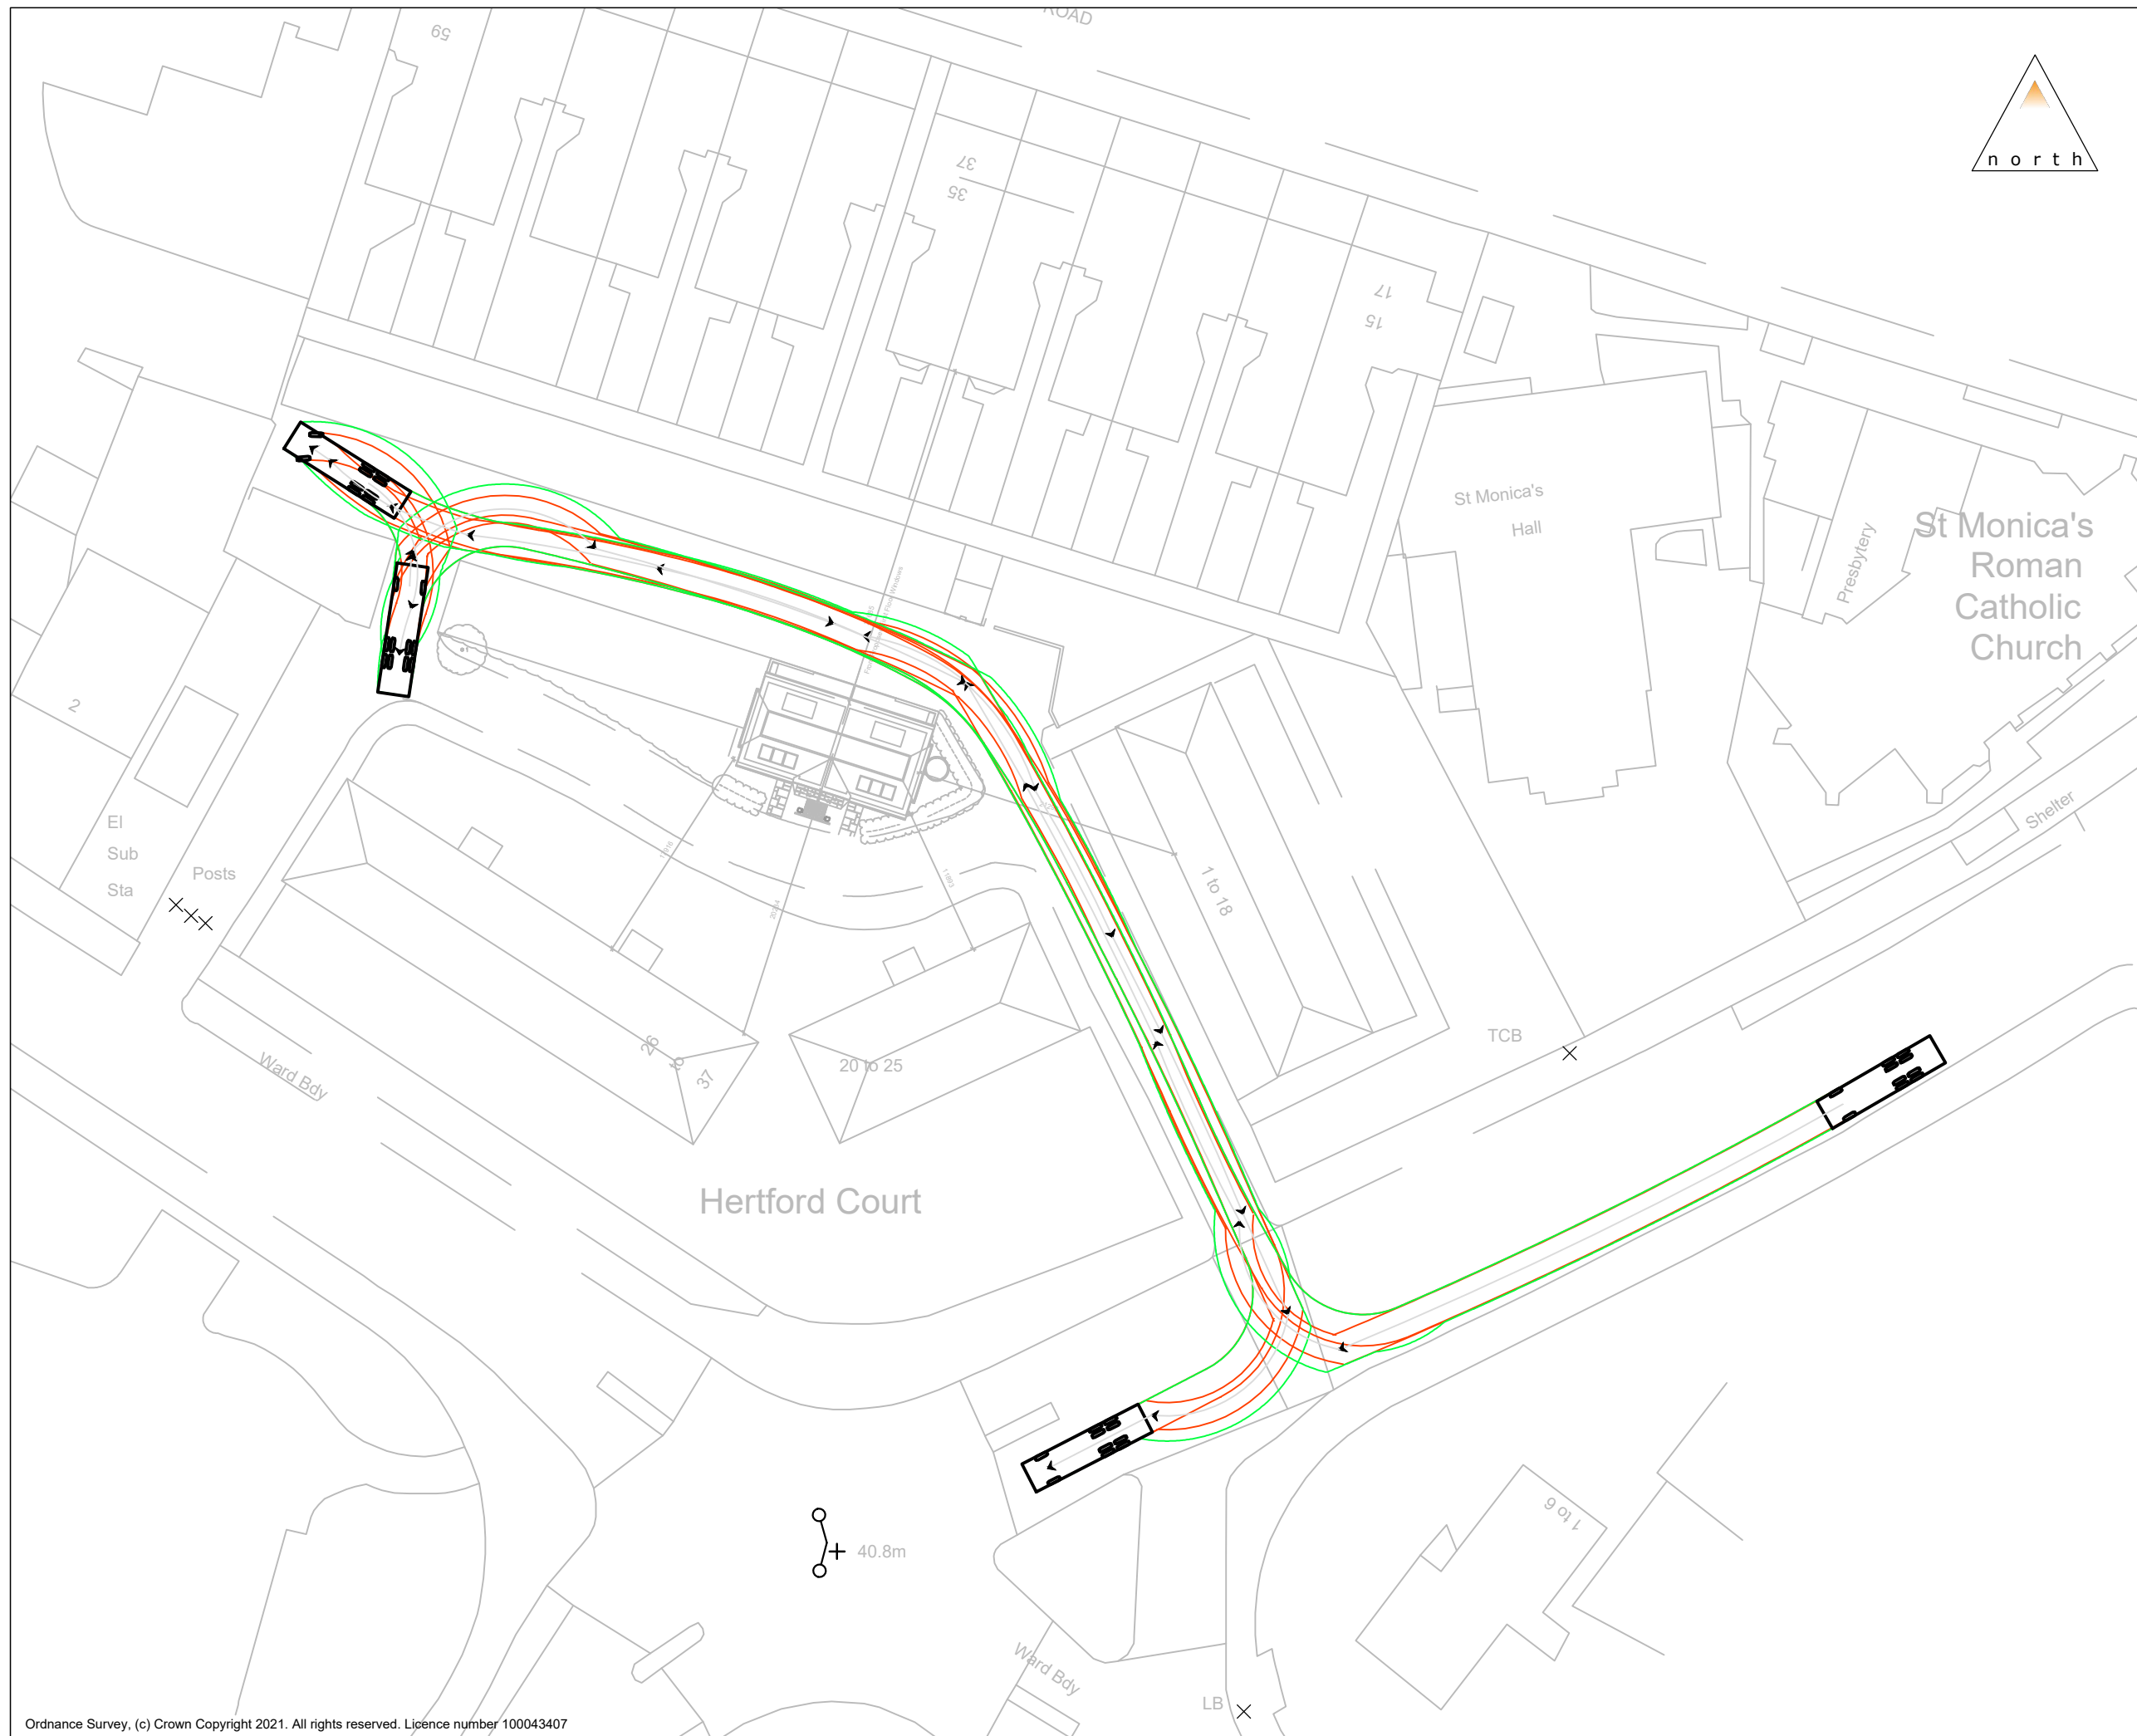 ROAD
59
north
37
35
17
15
St Monica's
Hall
Presbytery
St Monica's
Roman
Catholic
Church
2
El
Sub
Sta
Posts
Shelter
1 to 18
11893
TCB
26
to
37
20 to 25
Ward Bdy
Hertford Court
1 to 6
40.8m
Ward Bdy
LB
Ordnance Survey, (c) Crown Copyright 2021. All rights reserved. Licence number 100043407